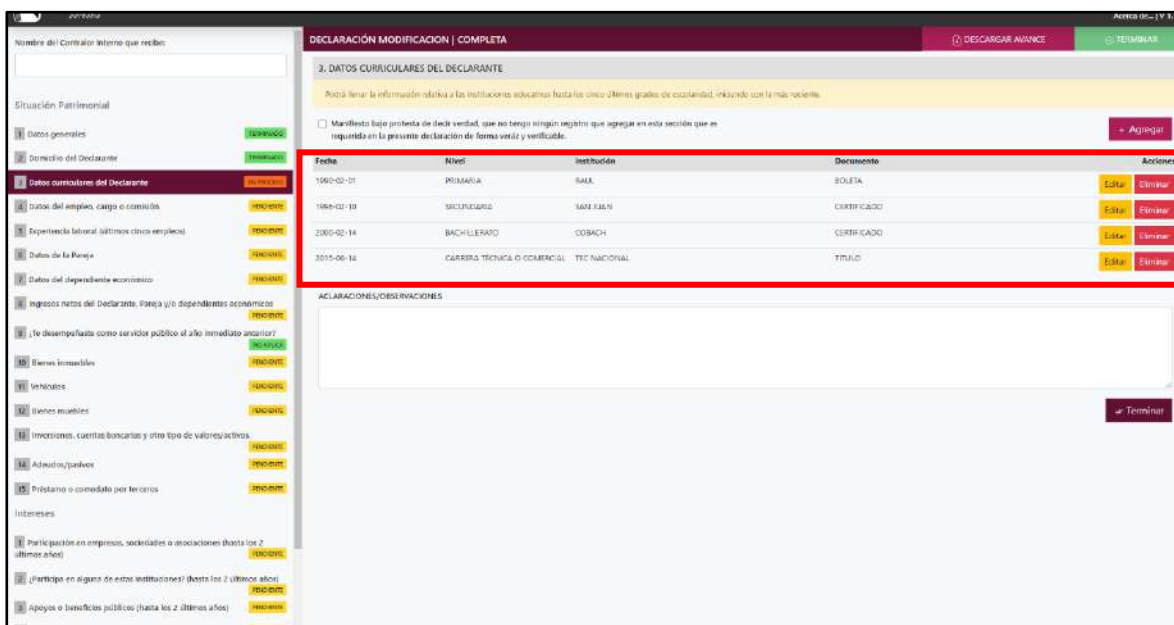 Acerca de...
Nombre del Contralor Interno que recibe:
DECLARACIÓN MODIFICACION | COMPLETA
DESCARGAR AVANCE
TERMINAR
3. DATOS CURRICULARES DEL DECLARANTE
Podrá llenar la información relativa a las instituciones educativas hasta los cinco últimos grados de escolaridad, iniciando con la más reciente.
Situación Patrimonial
Manifiesto bajo protesta de decir verdad, que no tengo ningún registro que agregar en esta sección que es
requerida en la presente declaración de forma veráz y verificable.
+ Agregar
1 Datos generales TERMINADO
2 Domicilio del Declarante TERMINADO
3 Datos curriculares del Declarante EN PROCESO
4 Datos del empleo, cargo o comisión. PENDIENTE
5 Experiencia laboral (últimos cinco empleos) PENDIENTE
6 Datos de la Pareja PENDIENTE
7 Datos del dependiente económico PENDIENTE
8 Ingresos netos del Declarante, Pareja y/o dependientes económicos
PENDIENTE
9 ¿Te desempeñaste como servidor público el año inmediato anterior?
NO APLICA
10 Bienes inmuebles PENDIENTE
11 Vehículos PENDIENTE
12 Bienes muebles PENDIENTE
13 Inversiones, cuentas bancarias y otro tipo de valores/activos.
PENDIENTE
14 Adeudos/pasivos PENDIENTE
15 Préstamo o comodato por terceros PENDIENTE
Intereses
1 Participación en empresas, sociedades o asociaciones (hasta los 2
últimos años) PENDIENTE
2 ¿Participa en alguna de estas instituciones? (hasta los 2 últimos años)
PENDIENTE
3 Apoyos o beneficios públicos (hasta los 2 últimos años) PENDIENTE
Fecha Nivel Institución Documento Acciones
1990-02-01 PRIMARIA SAUL BOLETA Editar Eliminar
1996-02-10 SECUNDARIA SAN JUAN CERTIFICADO Editar Eliminar
2000-02-14 BACHILLERATO COBACH CERTIFICADO Editar Eliminar
2015-06-14 CARRERA TÉCNICA O COMERCIAL TEC NACIONAL TITULO Editar Eliminar
ACLARACIONES/OBSERVACIONES
Terminar